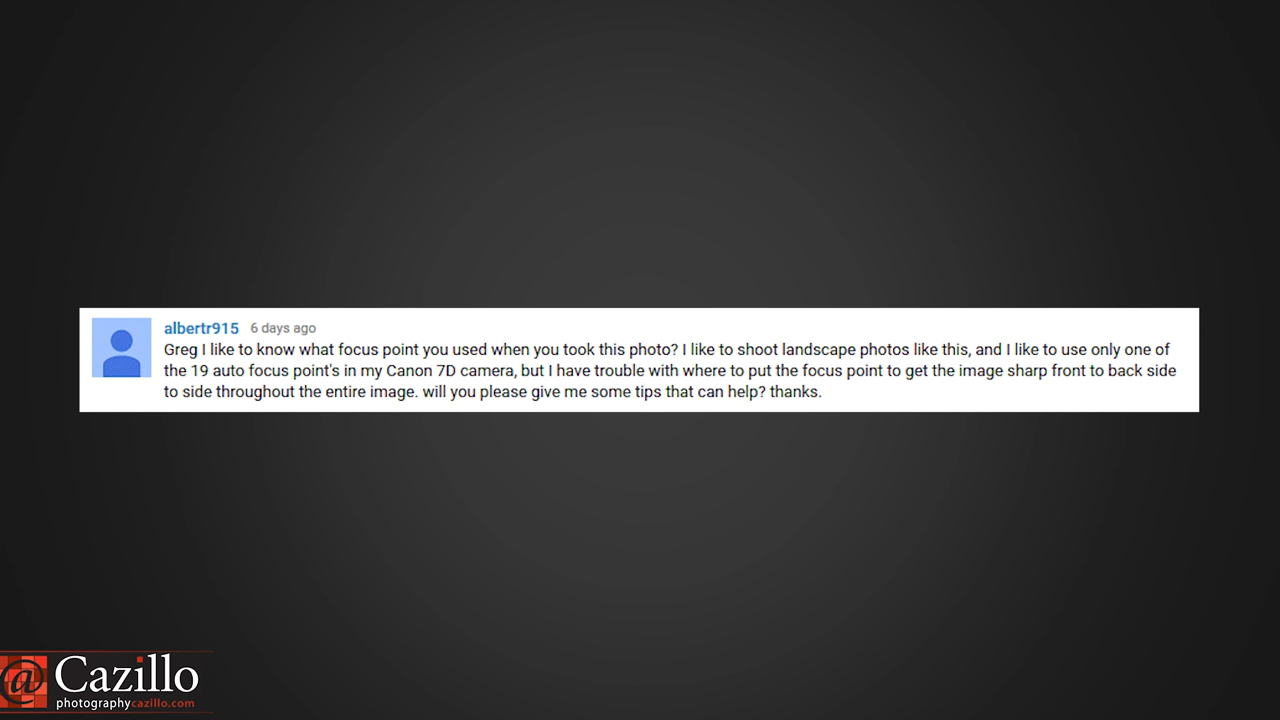 albertr915 6 days ago
Greg I like to know what focus point you used when you took this photo? I like to shoot landscape photos like this, and I like to use only one of
the 19 auto focus point's in my Canon 7D camera, but I have trouble with where to put the focus point to get the image sharp front to back side
to side throughout the entire image. will you please give me some tips that can help? thanks.
@ Cazillo
photographycazillo.com